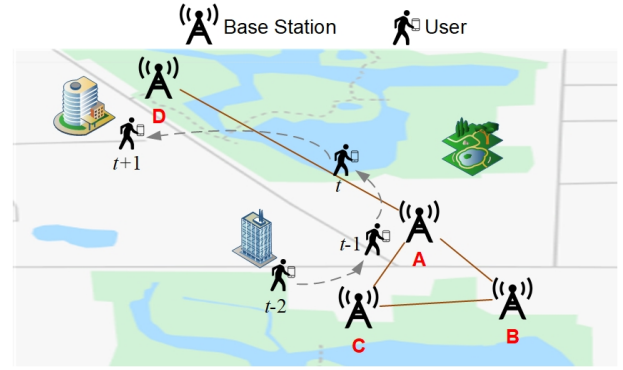 Base Station
User
D
t+1
t
t-1
A
t-2
C
B